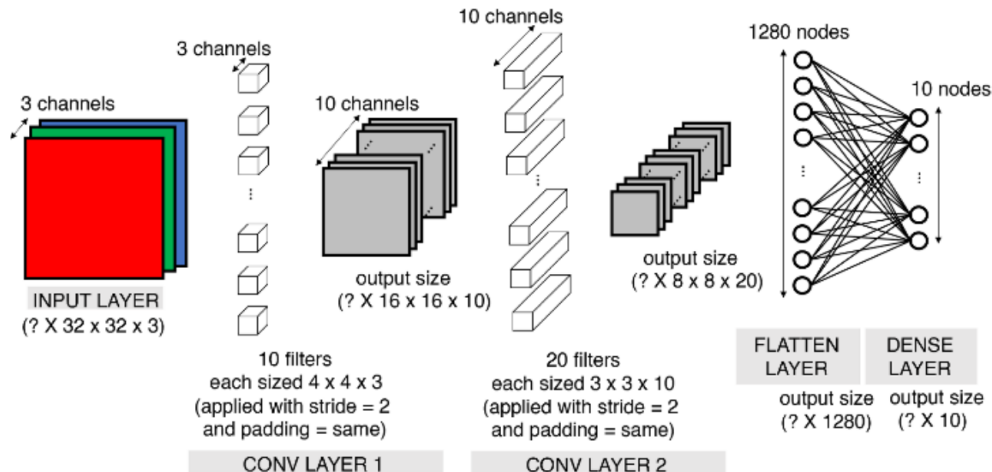 3 channels
INPUT LAYER
(? X 32 x 32 x 3)
3 channels
10 filters
each sized 4 x 4 x 3
(applied with stride = 2
and padding = same)
CONV LAYER 1
10 channels
output size
(? X 16 x 16 x 10)
10 channels
20 filters
each sized 3 x 3 x 10
(applied with stride = 2
and padding = same)
CONV LAYER 2
output size
(? X 8 x 8 x 20)
1280 nodes
FLATTEN
LAYER
output size
(? X 1280)
10 nodes
DENSE
LAYER
output size
(? X 10)